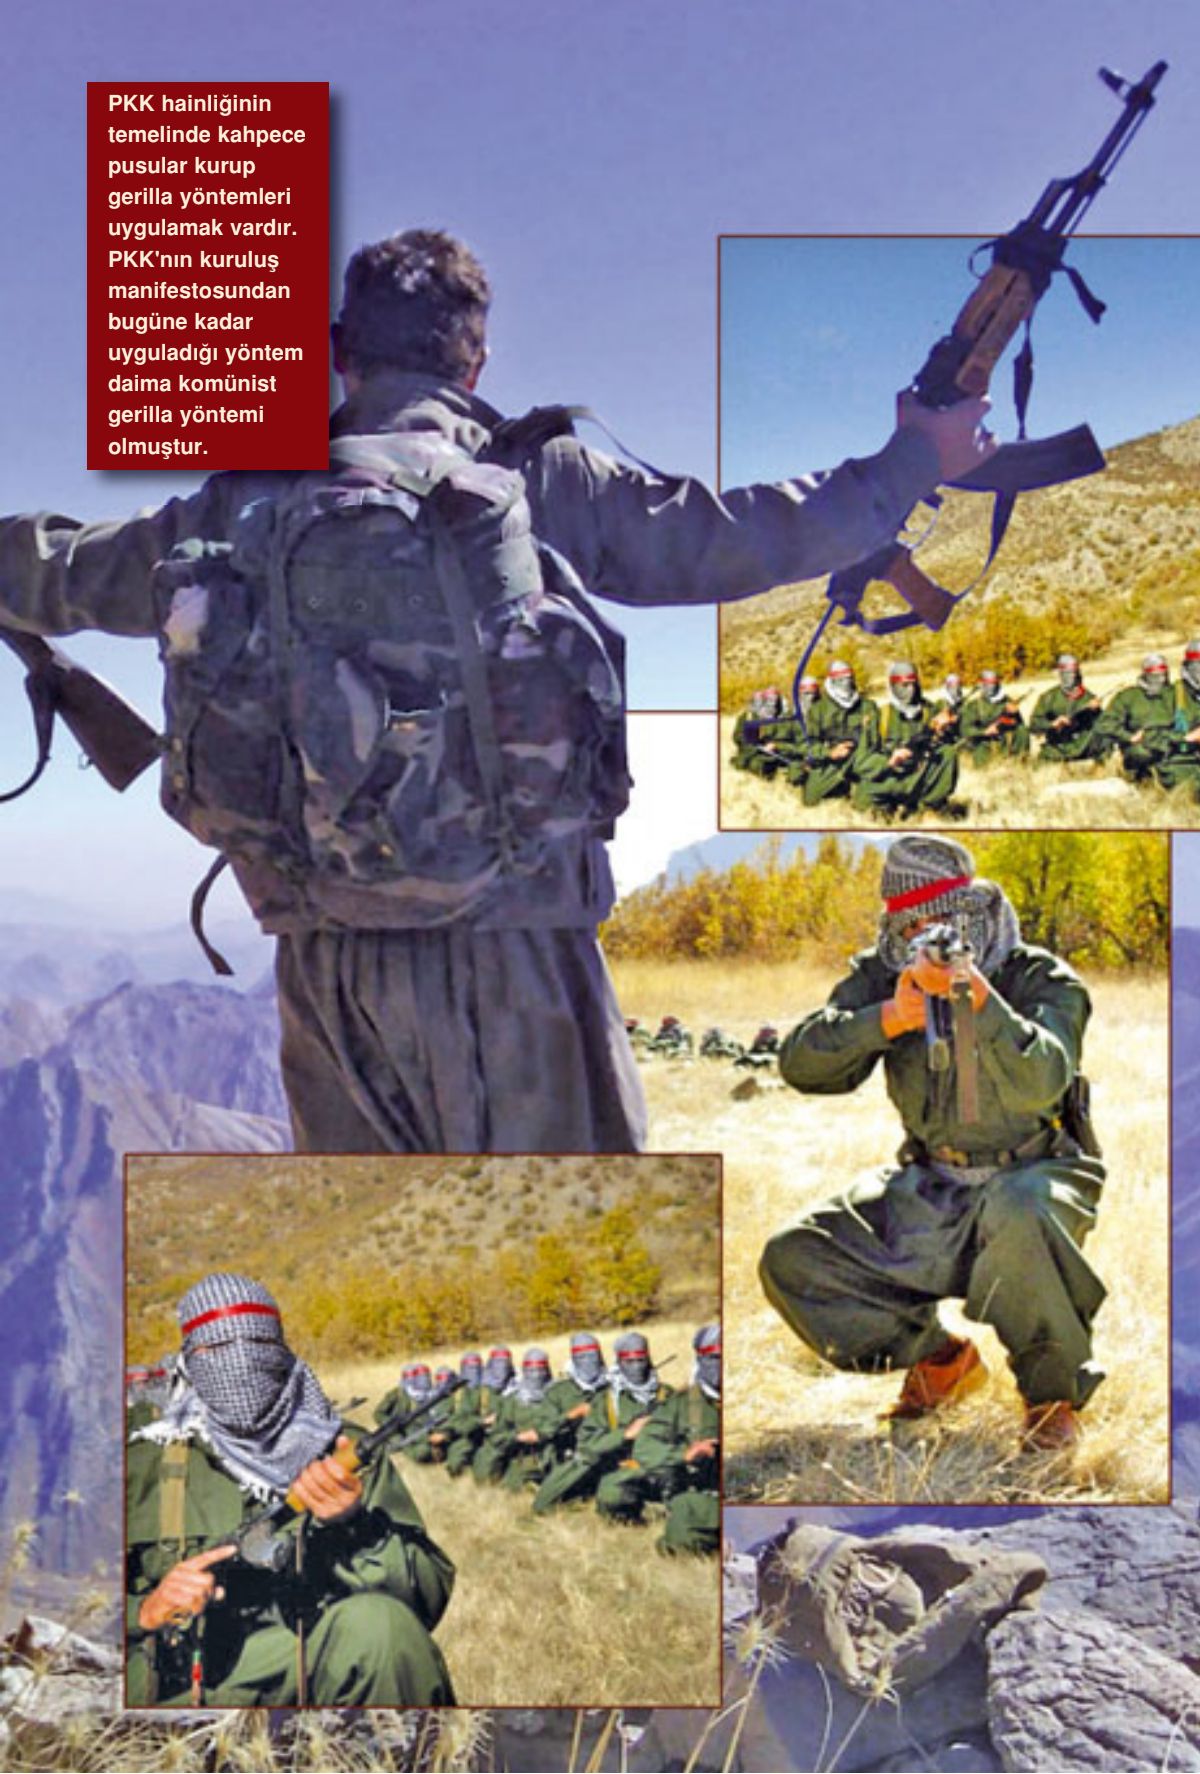 PKK hainliğinin
temelinde kahpece
pusular kurup
gerilla yöntemleri
uygulamak vardır.
PKK'nın kuruluş
manifestosundan
bugüne kadar
uyguladığı yöntem
daima komünist
gerilla yöntemi
olmuştur.